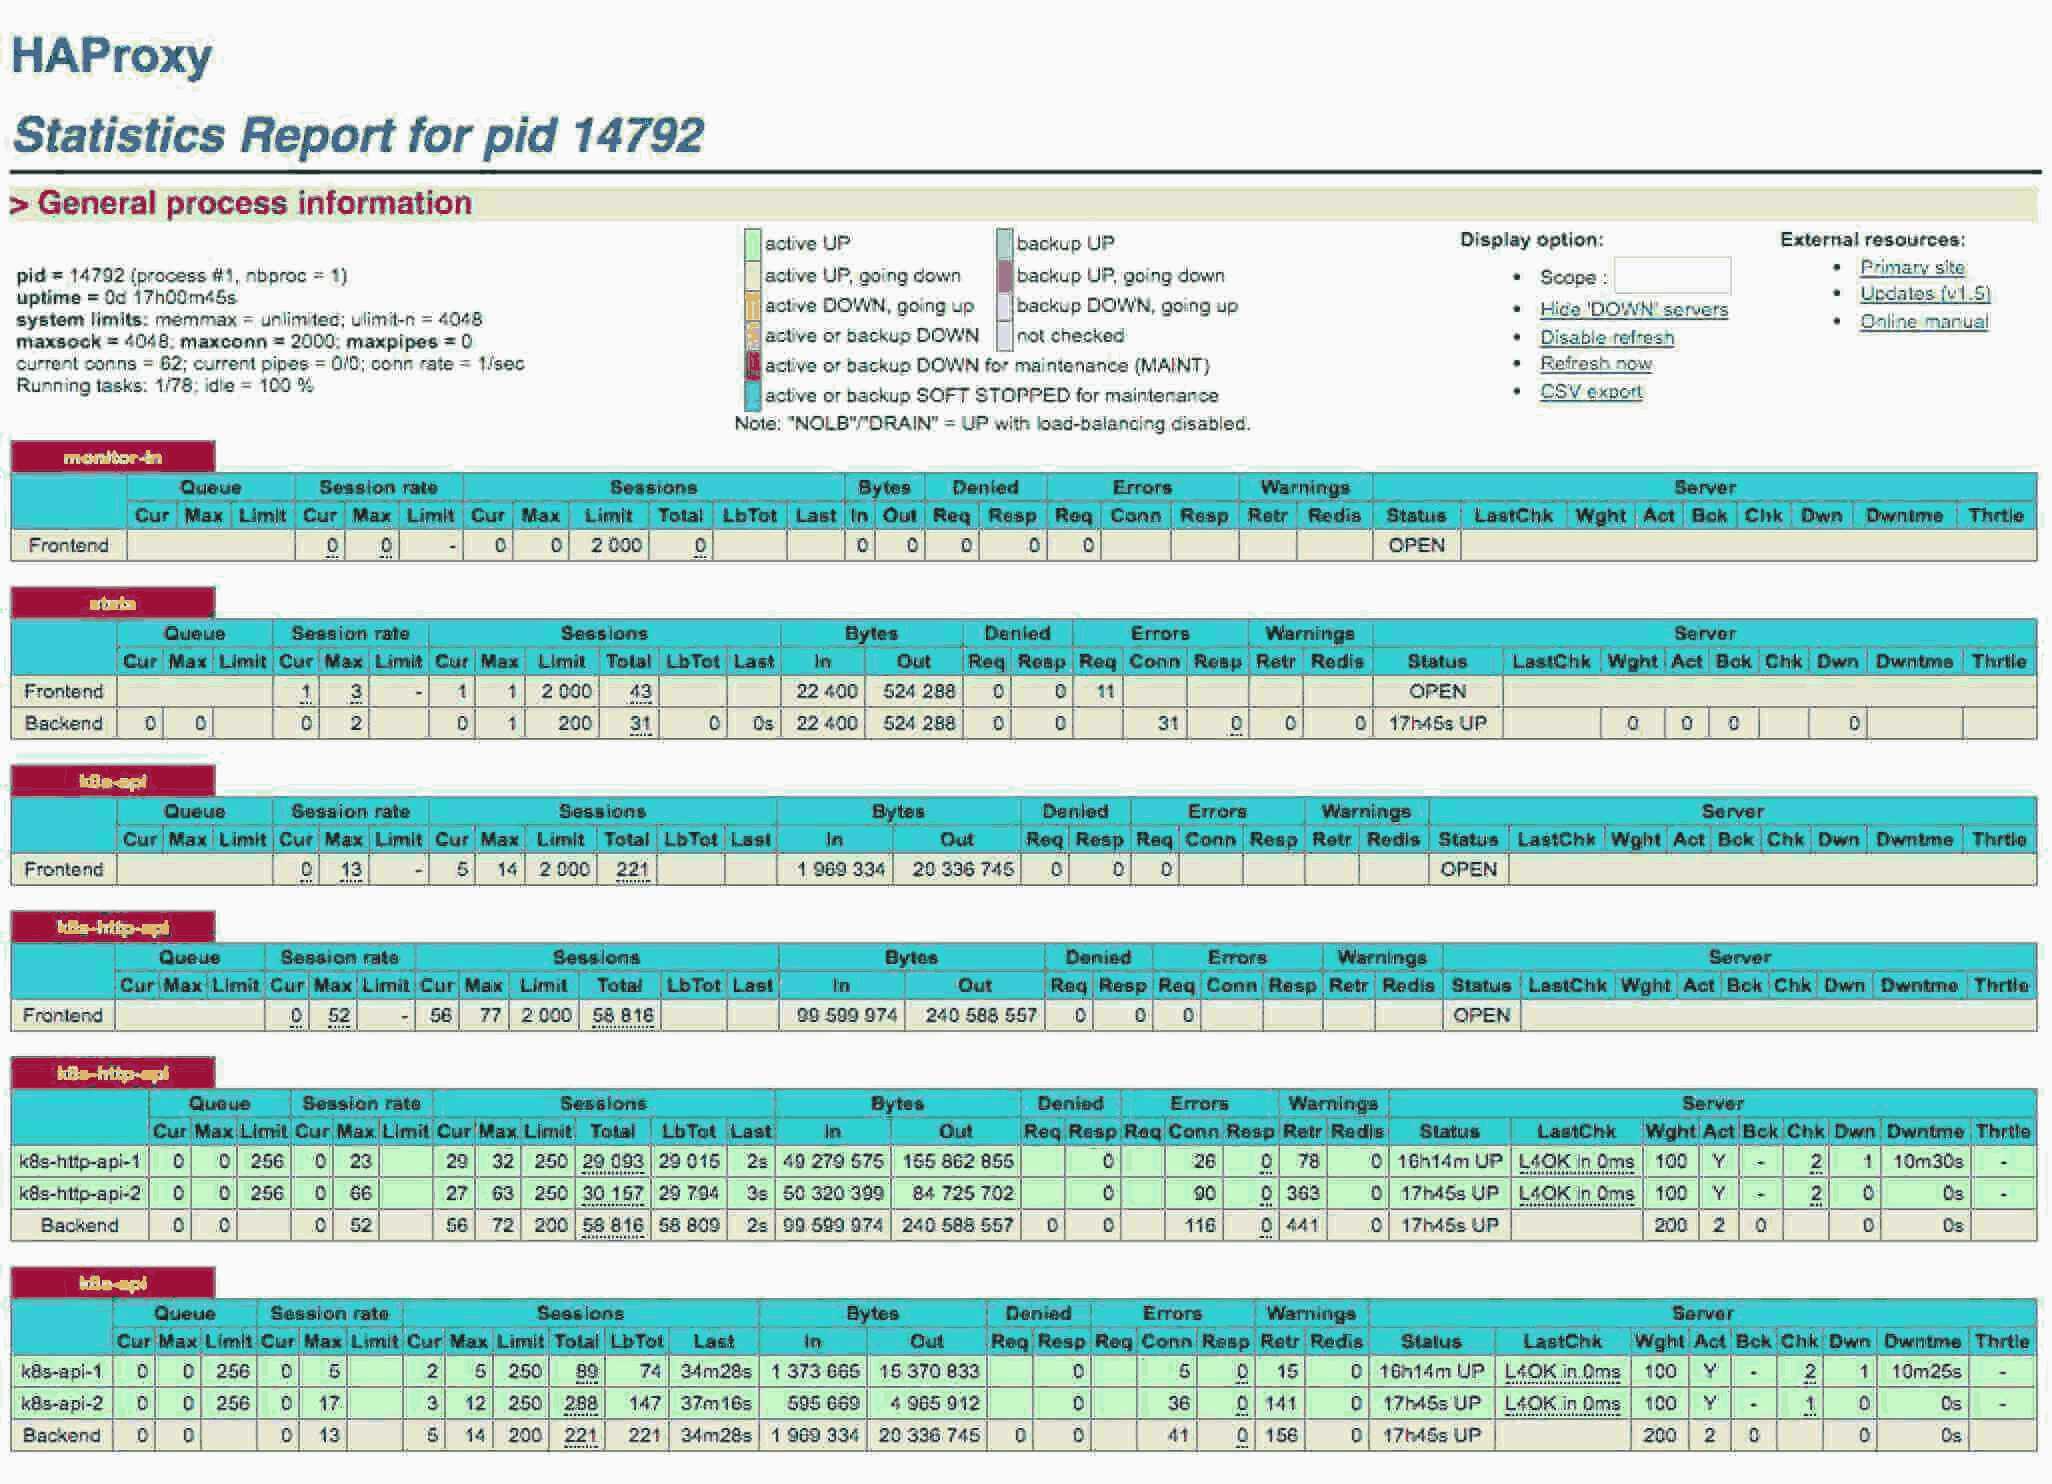 HAProxy
Statistics Report for pid 14792
> General process information
pid = 14792 (process #1, nbproc = 1)
uptime = 0d 17h00m45s
system limits: memmax = unlimited; ulimit-n = 4048
maxsock = 4048; maxconn = 2000; maxpipes = 0
current conns = 62; current pipes = 0/0; conn rate = 1/sec
Running tasks: 1/78; idle = 100 %
active UP
backup UP
active UP, going down
backup UP, going down
active DOWN, going up
backup DOWN, going up
active or backup DOWN
not checked
active or backup DOWN for maintenance (MAINT)
active or backup SOFT STOPPED for maintenance
Note: "NOLB"/"DRAIN" = UP with load-balancing disabled.
Display option:
• Scope :
• Hide 'DOWN' servers
• Disable refresh
• Refresh now
• CSV export
External resources:
• Primary site
• Updates (v1.5)
• Online manual
monitor-in
Queue Session rate Sessions Bytes Denied Errors Warnings Server
Cur Max Limit Cur Max Limit Cur Max Limit Total LbTot Last In Out Req Resp Req Conn Resp Retr Redis Status LastChk Wght Act Bck Chk Dwn Dwntme Thrtle
Frontend 0 0 - 0 0 2 000 0 0 0 0 0 0 OPEN
stats
Queue Session rate Sessions Bytes Denied Errors Warnings Server
Cur Max Limit Cur Max Limit Cur Max Limit Total LbTot Last In Out Req Resp Req Conn Resp Retr Redis Status LastChk Wght Act Bck Chk Dwn Dwntme Thrtle
Frontend 1 3 - 1 1 2 000 43 22 400 524 288 0 0 11 OPEN
Backend 0 0 0 2 0 1 200 31 0 0s 22 400 524 288 0 0 31 0 0 0 17h45s UP 0 0 0 0
k8s-api
Queue Session rate Sessions Bytes Denied Errors Warnings Server
Cur Max Limit Cur Max Limit Cur Max Limit Total LbTot Last In Out Req Resp Req Conn Resp Retr Redis Status LastChk Wght Act Bck Chk Dwn Dwntme Thrtle
Frontend 0 13 - 5 14 2 000 221 1 969 334 20 336 745 0 0 0 OPEN
k8s-http-api
Queue Session rate Sessions Bytes Denied Errors Warnings Server
Cur Max Limit Cur Max Limit Cur Max Limit Total LbTot Last In Out Req Resp Req Conn Resp Retr Redis Status LastChk Wght Act Bck Chk Dwn Dwntme Thrtle
Frontend 0 52 - 56 77 2 000 58 816 99 599 974 240 588 557 0 0 0 OPEN
k8s-http-api
Queue Session rate Sessions Bytes Denied Errors Warnings Server
Cur Max Limit Cur Max Limit Cur Max Limit Total LbTot Last In Out Req Resp Req Conn Resp Retr Redis Status LastChk Wght Act Bck Chk Dwn Dwntme Thrtle
k8s-http-api-1 0 0 256 0 23 29 32 250 29 093 29 015 2s 49 279 575 155 862 855 0 26 0 78 0 16h14m UP L4OK in 0ms 100 Y - 2 1 10m30s -
k8s-http-api-2 0 0 256 0 66 27 63 250 30 157 29 794 3s 50 320 399 84 725 702 0 90 0 363 0 17h45s UP L4OK in 0ms 100 Y - 2 0 0s -
Backend 0 0 0 52 56 72 200 58 816 58 809 2s 99 599 974 240 588 557 0 0 116 0 441 0 17h45s UP 200 2 0 0 0s
k8s-api
Queue Session rate Sessions Bytes Denied Errors Warnings Server
Cur Max Limit Cur Max Limit Cur Max Limit Total LbTot Last In Out Req Resp Req Conn Resp Retr Redis Status LastChk Wght Act Bck Chk Dwn Dwntme Thrtle
k8s-api-1 0 0 256 0 5 2 5 250 89 74 34m28s 1 373 665 15 370 833 0 5 0 15 0 16h14m UP L4OK in 0ms 100 Y - 2 1 10m25s -
k8s-api-2 0 0 256 0 17 3 12 250 288 147 37m16s 595 669 4 965 912 0 36 0 141 0 17h45s UP L4OK in 0ms 100 Y - 1 0 0s -
Backend 0 0 0 13 5 14 200 221 221 34m28s 1 969 334 20 336 745 0 0 41 0 156 0 17h45s UP 200 2 0 0 0s